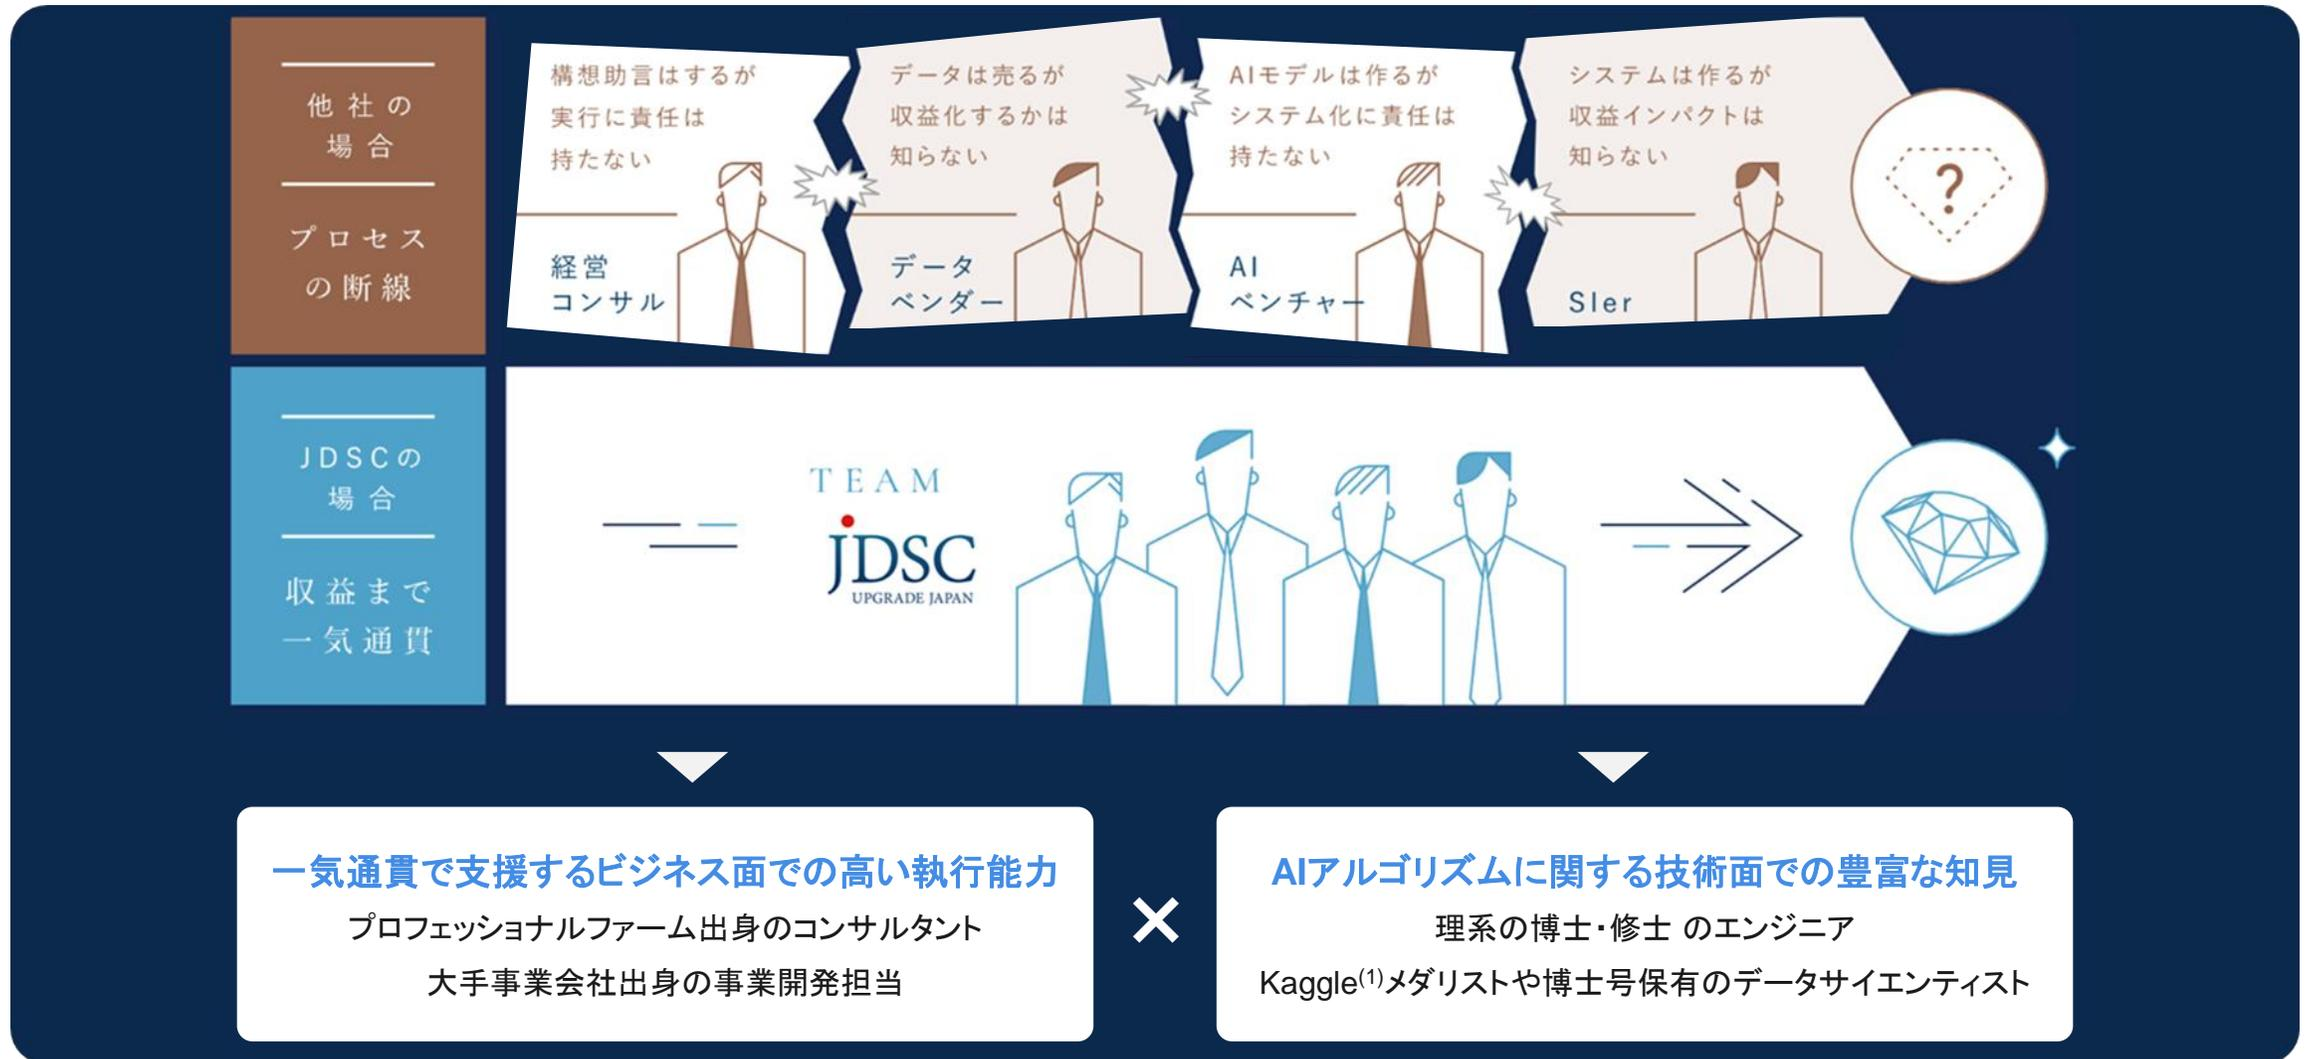 他社の
場合
プロセス
の断線
構想助言はするが
実行に責任は
持たない
経営
コンサル
データは売るが
収益化するかは
知らない
データ
ベンダー
AIモデルは作るが
システム化に責任は
持たない
AI
ベンチャー
システムは作るが
収益インパクトは
知らない
SIer
?
JDSCの
場合
収益まで
一気通貫
TEAM
JDSC
UPGRADE JAPAN
一気通貫で支援するビジネス面での高い執行能力
プロフェッショナルファーム出身のコンサルタント
大手事業会社出身の事業開発担当
×
AIアルゴリズムに関する技術面での豊富な知見
理系の博士・修士 のエンジニア
Kaggle(1)メダリストや博士号保有のデータサイエンティスト